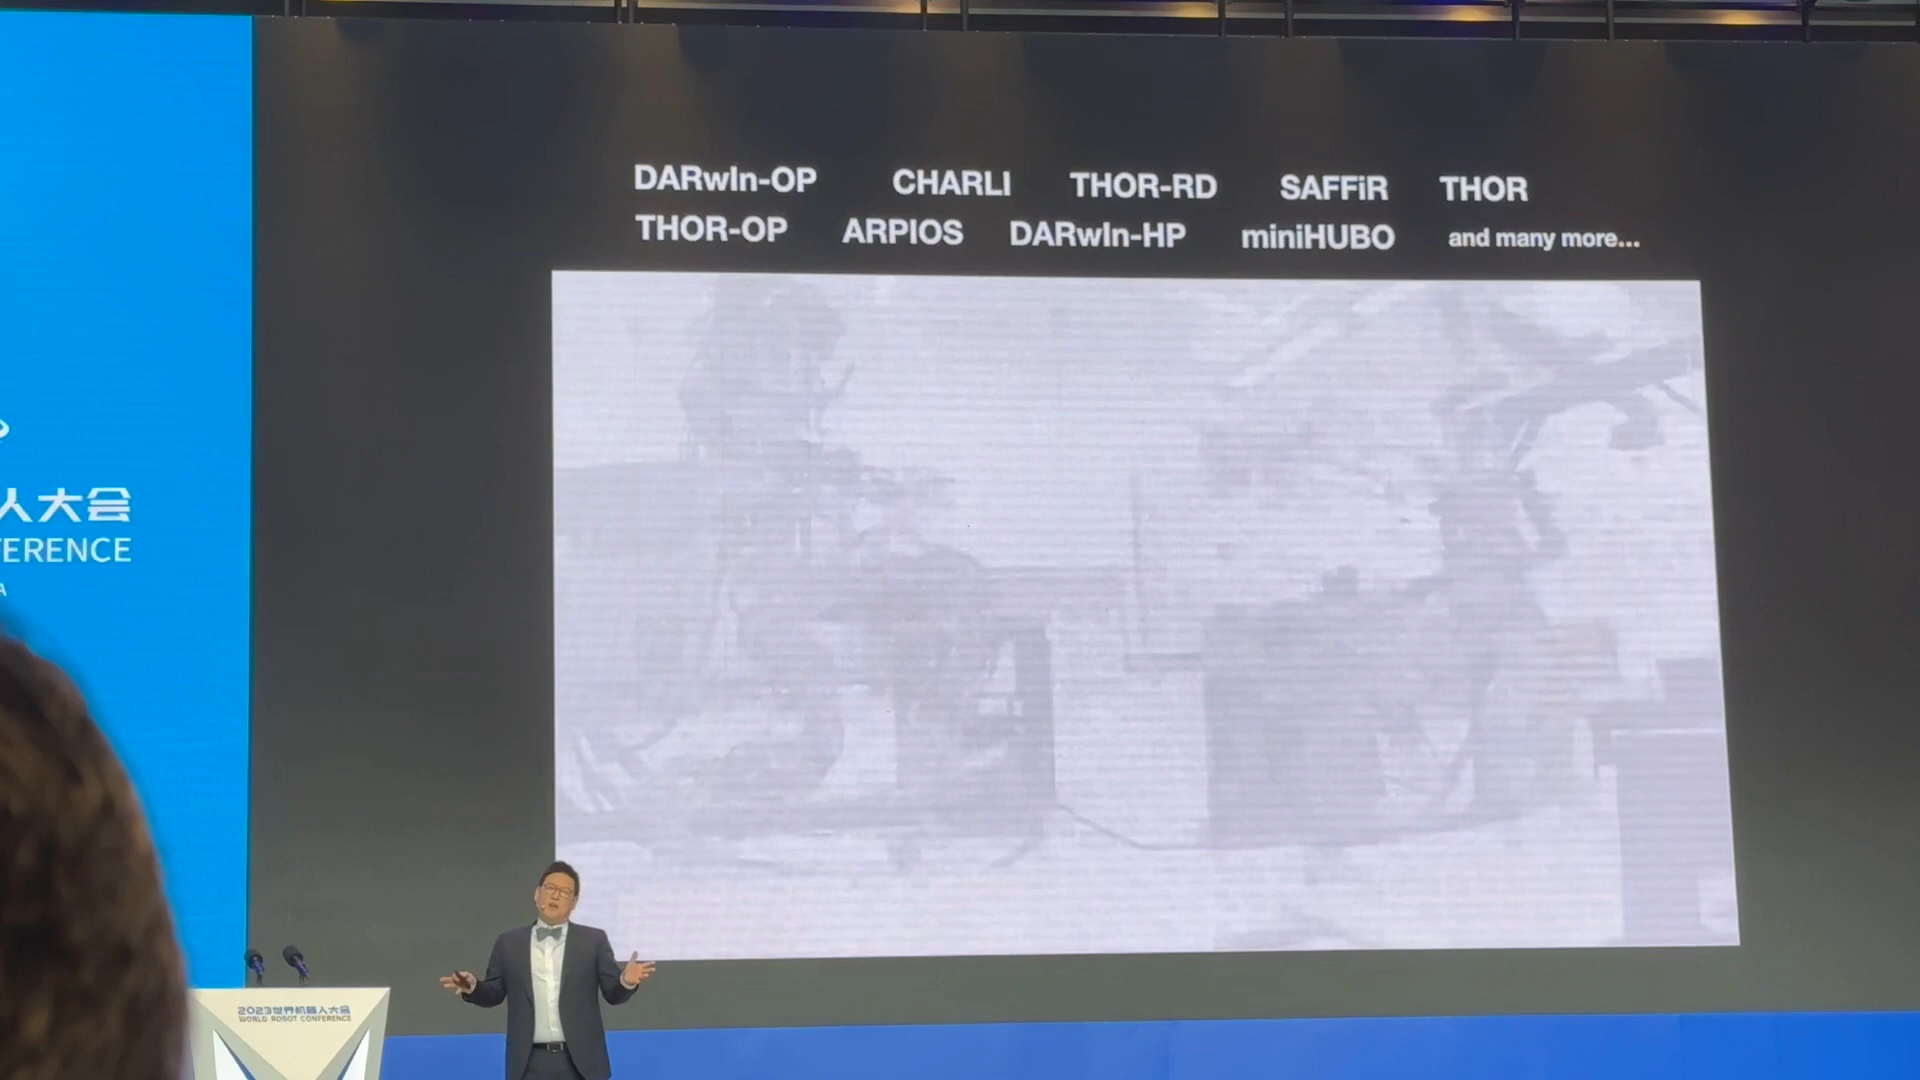 DARwIn-OP CHARLI THOR-RD SAFFiR THOR
THOR-OP ARPIOS DARwIn-HP miniHUBO and many more...
人大会
ERENCE
A
2023世界机器人大会
WORLD ROBOT CONFERENCE